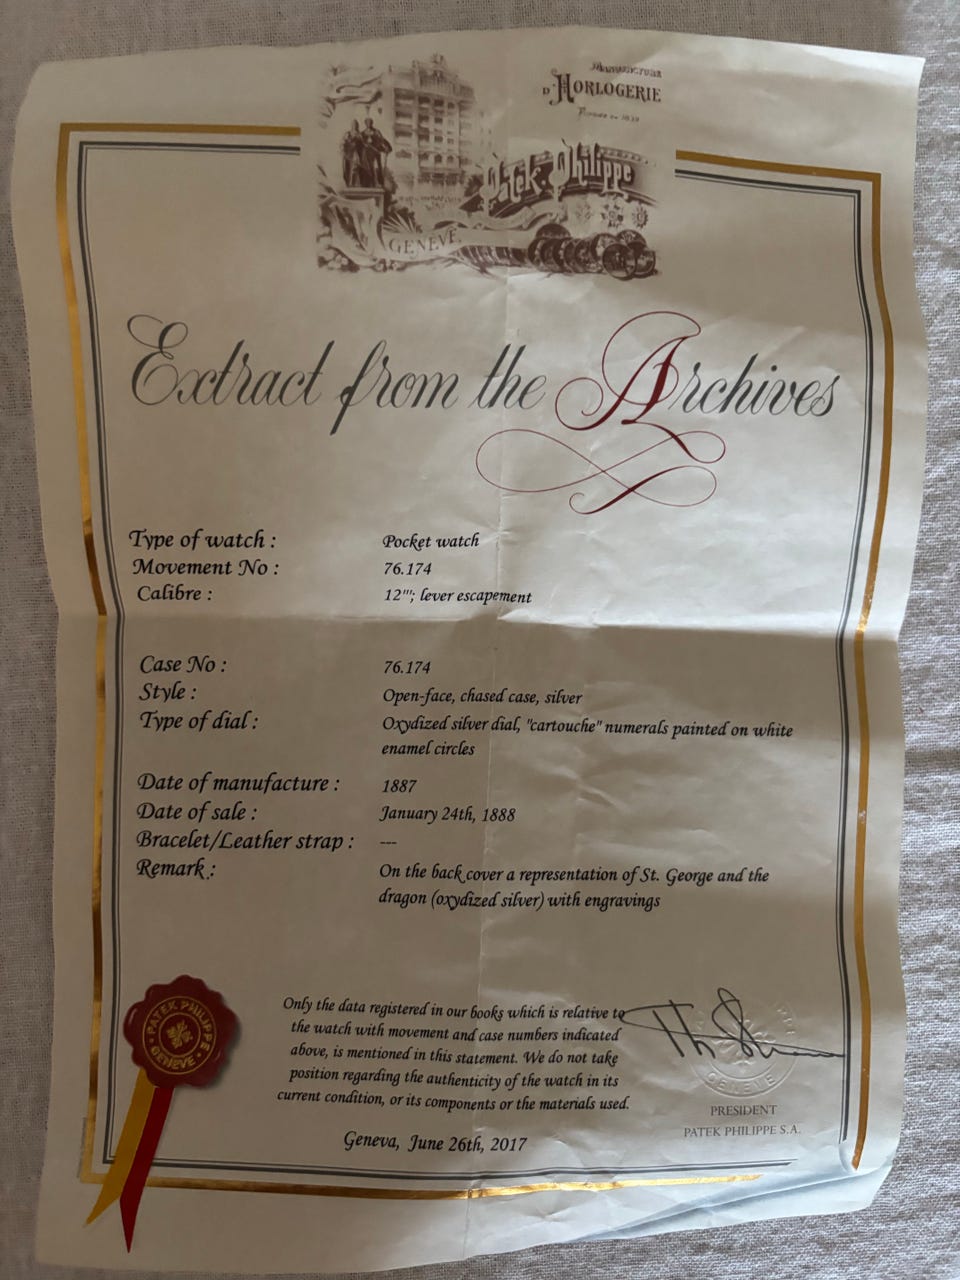 Manufacture
D'HORLOGERIE
Fondée en 1839
Patek Philippe
GENÈVE
Extract from the Archives
Type of watch : Pocket watch
Movement No : 76.174
Calibre : 12'''; lever escapement
Case No : 76.174
Style : Open-face, chased case, silver
Type of dial : Oxydized silver dial, "cartouche" numerals painted on white
enamel circles
Date of manufacture : 1887
Date of sale : January 24th, 1888
Bracelet/Leather strap : ---
Remark : On the back cover a representation of St. George and the
dragon (oxydized silver) with engravings
Only the data registered in our books which is relative to
the watch with movement and case numbers indicated
above, is mentioned in this statement. We do not take
position regarding the authenticity of the watch in its
current condition, or its components or the materials used.
Geneva, June 26th, 2017
PATEK PHILIPPE
GENÈVE
GENEVE
PRESIDENT
PATEK PHILIPPE S.A.